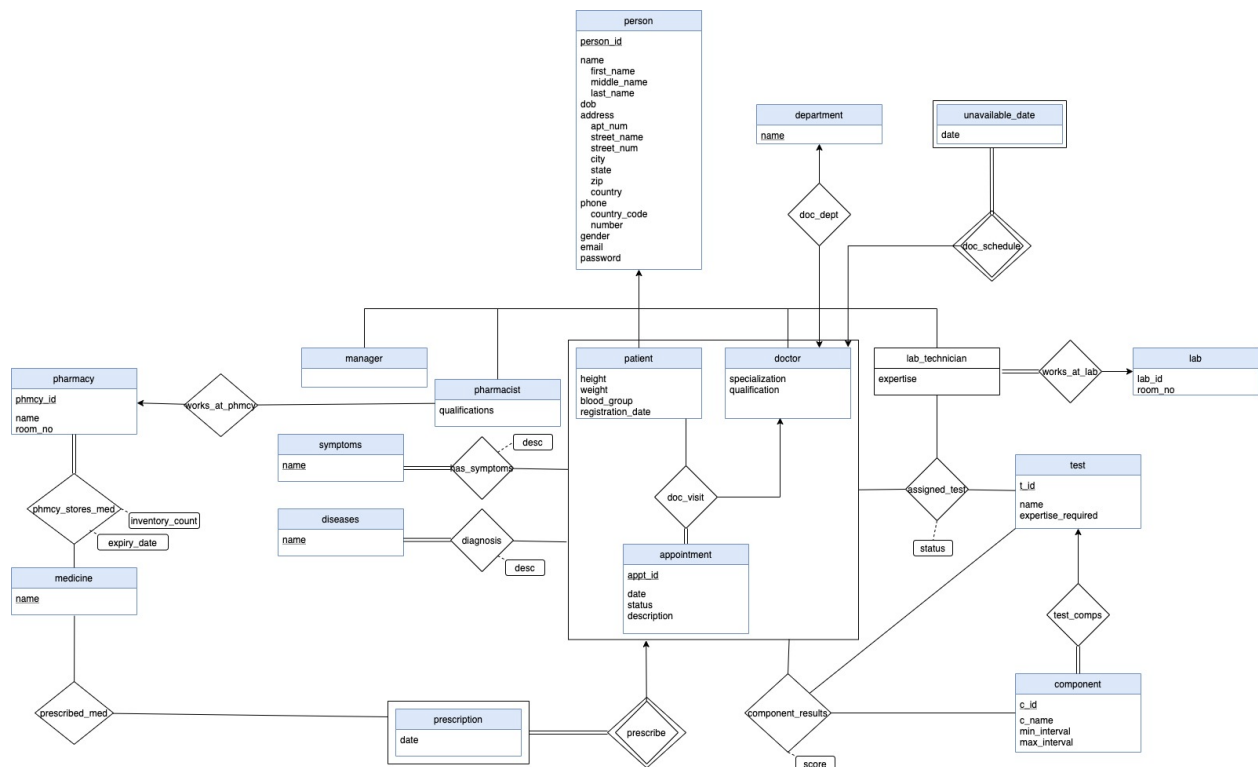 person
person_id
name
first_name
middle_name
last_name
dob
address
apt_num
street_name
street_num
city
state
zip
country
phone
country_code
number
gender
email
password
department
name
unavailable_date
date
doc_dept
doc_schedule
manager
pharmacist
qualifications
patient
height
weight
blood_group
registration_date
doctor
specialization
qualification
lab_technician
expertise
works_at_lab
lab
lab_id
room_no
pharmacy
phmcy_id
name
room_no
works_at_phmcy
symptoms
name
has_symptoms
desc
diseases
name
diagnosis
desc
doc_visit
appointment
appt_id
date
status
description
assigned_test
status
test
t_id
name
expertise_required
phmcy_stores_med
inventory_count
expiry_date
medicine
name
test_comps
component
c_id
c_name
min_interval
max_interval
prescribed_med
prescription
date
prescribe
component_results
score